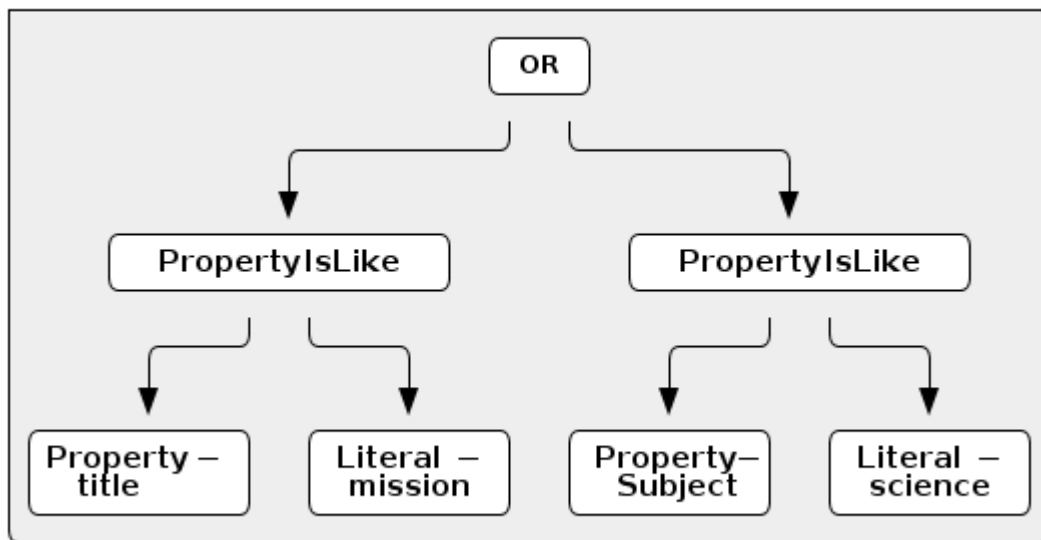 OR
PropertyIsLike
PropertyIsLike
Property –
title
Literal –
mission
Property–
Subject
Literal –
science